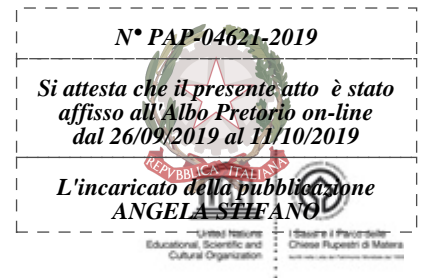 N° PAP-04621-2019
Si attesta che il presente atto è stato
affisso all'Albo Pretorio on-line
dal 26/09/2019 al 11/10/2019
REPVBBLICA ITALIANA
L'incaricato della pubblicazione
ANGELA STIFANO
United Nations
Educational, Scientific and
Cultural Organization
I Sassi e il Parco delle
Chiese Rupestri di Matera